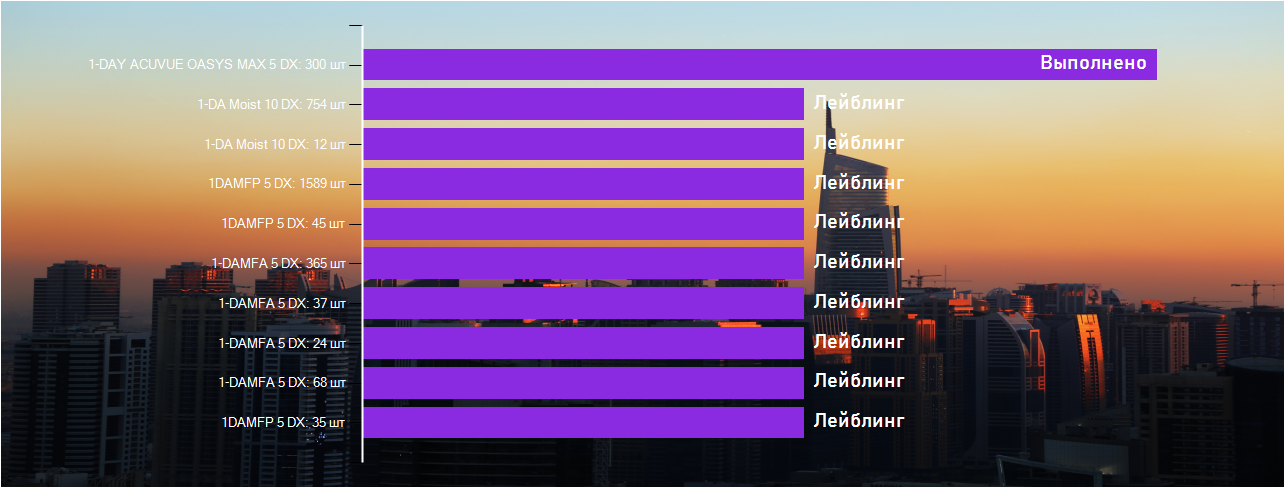 1-DAY ACUVUE OASYS MAX 5 DX: 300 шт Выполнено
1-DA Moist 10 DX: 754 шт Лейблинг
1-DA Moist 10 DX: 12 шт Лейблинг
1DAMFP 5 DX: 1589 шт Лейблинг
1DAMFP 5 DX: 45 шт Лейблинг
1-DAMFA 5 DX: 365 шт Лейблинг
1-DAMFA 5 DX: 37 шт Лейблинг
1-DAMFA 5 DX: 24 шт Лейблинг
1-DAMFA 5 DX: 68 шт Лейблинг
1DAMFP 5 DX: 35 шт Лейблинг